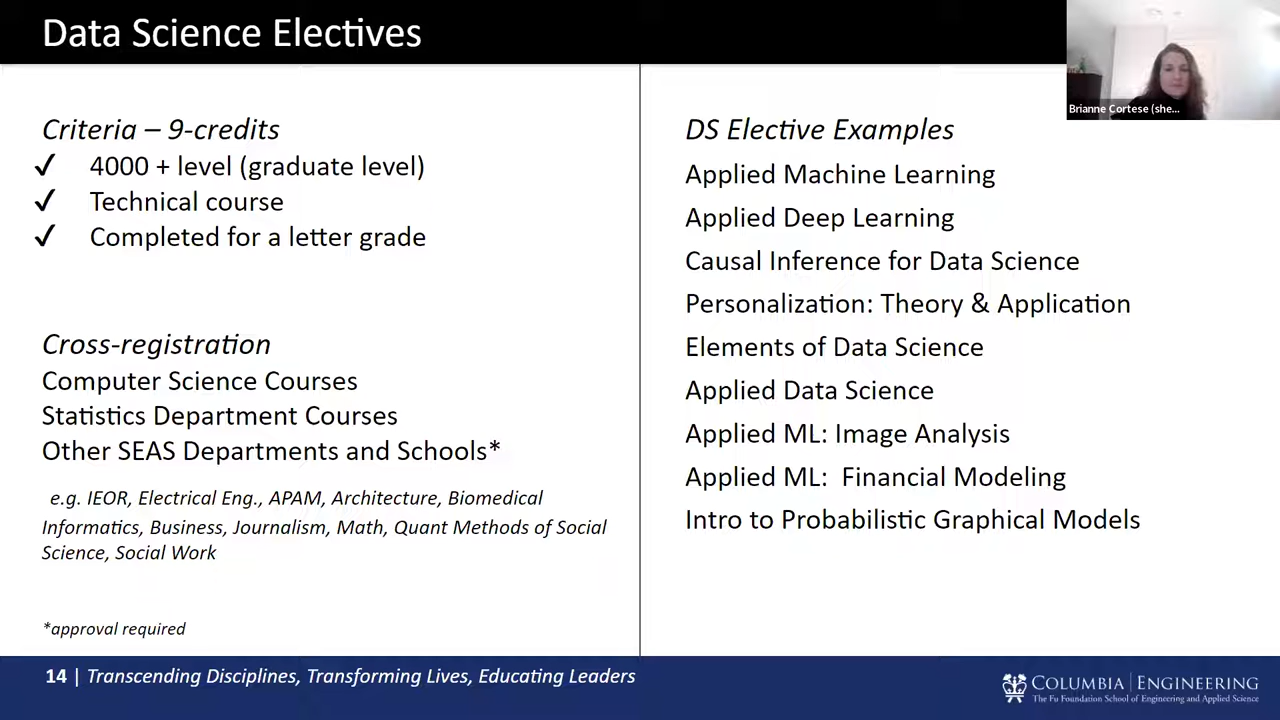 Data Science Electives
Brianne Cortese (she...
Criteria – 9-credits
✓ 4000 + level (graduate level)
✓ Technical course
✓ Completed for a letter grade
Cross-registration
Computer Science Courses
Statistics Department Courses
Other SEAS Departments and Schools*
e.g. IEOR, Electrical Eng., APAM, Architecture, Biomedical
Informatics, Business, Journalism, Math, Quant Methods of Social
Science, Social Work
*approval required
DS Elective Examples
Applied Machine Learning
Applied Deep Learning
Causal Inference for Data Science
Personalization: Theory & Application
Elements of Data Science
Applied Data Science
Applied ML: Image Analysis
Applied ML:  Financial Modeling
Intro to Probabilistic Graphical Models
14 | Transcending Disciplines, Transforming Lives, Educating Leaders
COLUMBIA | ENGINEERING
The Fu Foundation School of Engineering and Applied Science